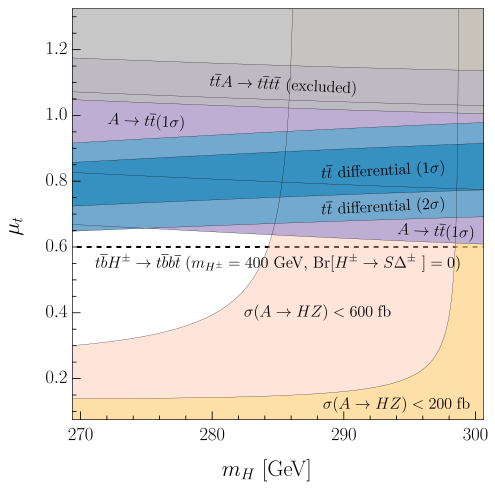 1.2
1.0
0.8
0.6
0.4
0.2
μ_t
tt̄A → tt̄tt̄ (excluded)
A → tt̄(1σ)
tt̄ differential (1σ)
tt̄ differential (2σ)
A → tt̄(1σ)
tb̄H^± → tb̄bt̄ (m_{H^±} = 400 GeV, Br[H^± → SΔ^± ] = 0)
σ(A → HZ) < 600 fb
σ(A → HZ) < 200 fb
270 280 290 300
m_H [GeV]